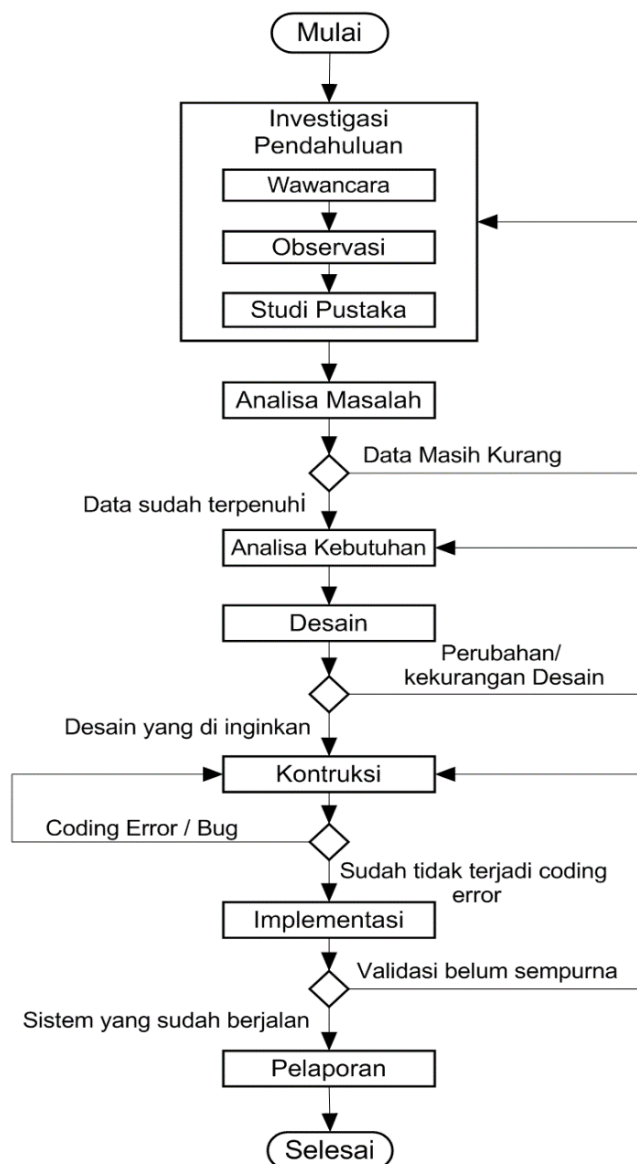 Mulai
Investigasi
Pendahuluan
Wawancara
Observasi
Studi Pustaka
Analisa Masalah
Data Masih Kurang
Data sudah terpenuhi
Analisa Kebutuhan
Desain
Perubahan/
kekurangan Desain
Desain yang di inginkan
Kontruksi
Coding Error / Bug
Sudah tidak terjadi coding
error
Implementasi
Validasi belum sempurna
Sistem yang sudah berjalan
Pelaporan
Selesai